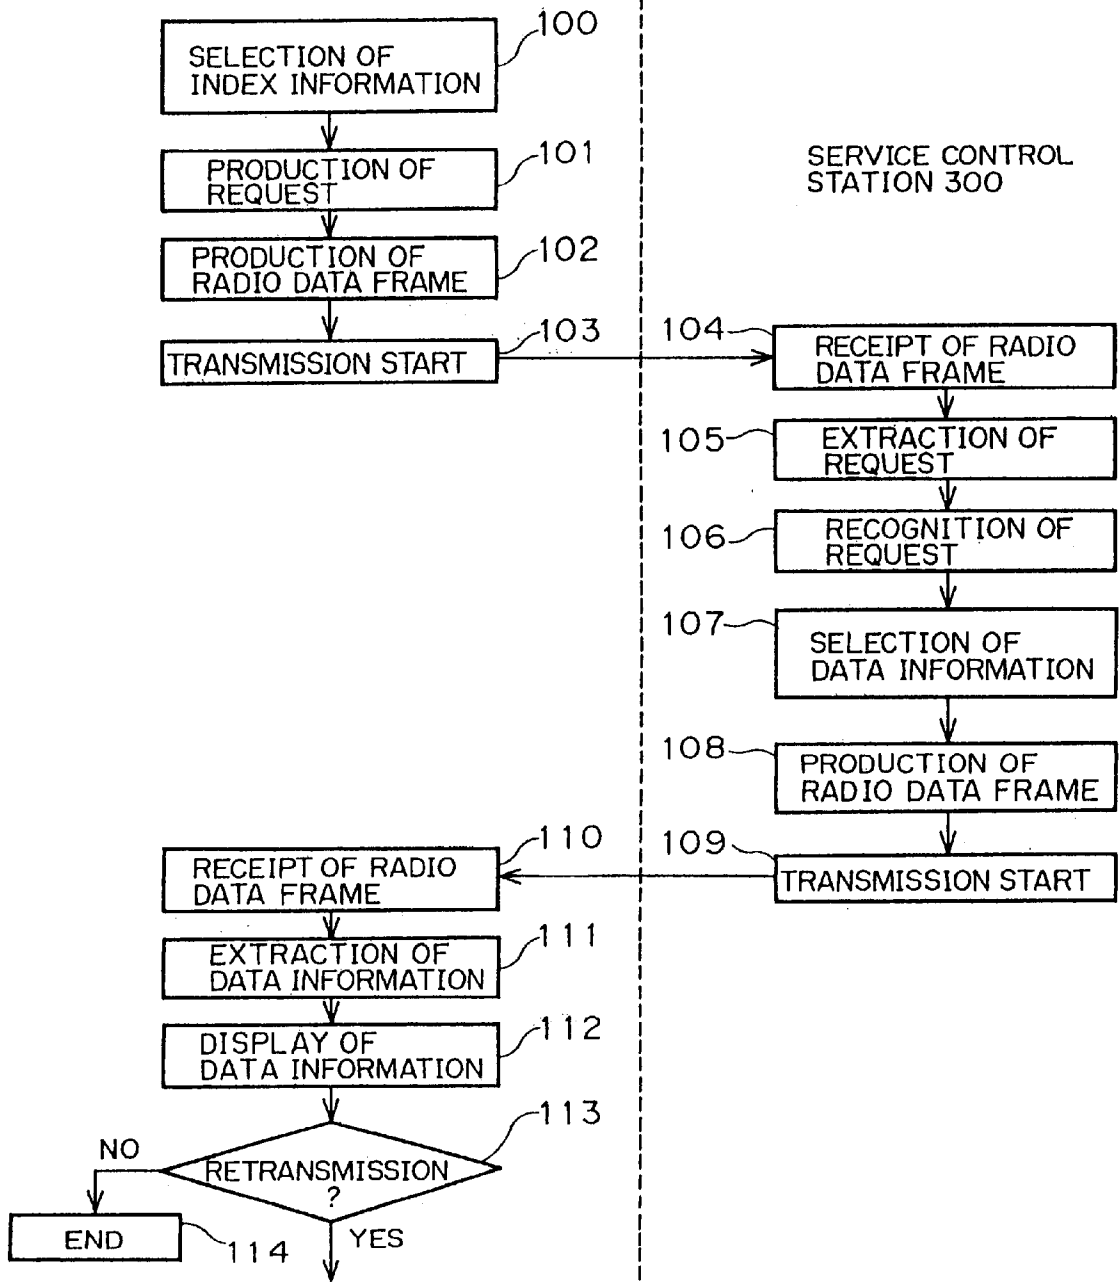 100
SELECTION OF
INDEX INFORMATION
101
PRODUCTION OF
REQUEST
102
PRODUCTION OF
RADIO DATA FRAME
103
TRANSMISSION START
SERVICE CONTROL
STATION 300
104
RECEIPT OF RADIO
DATA FRAME
105
EXTRACTION OF
REQUEST
106
RECOGNITION OF
REQUEST
107
SELECTION OF
DATA INFORMATION
108
PRODUCTION OF
RADIO DATA FRAME
109
TRANSMISSION START
110
RECEIPT OF RADIO
DATA FRAME
111
EXTRACTION OF
DATA INFORMATION
112
DISPLAY OF
DATA INFORMATION
113
RETRANSMISSION
?
NO
END
114
YES